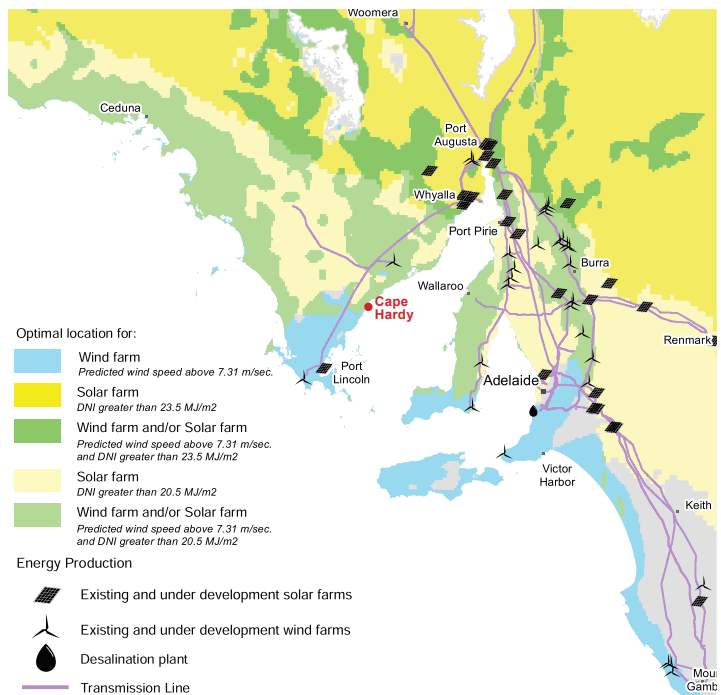 Woomera
Ceduna
Port
Augusta
Whyalla
Port Pirie
Burra
Wallaroo
Cape
Hardy
Renmark
Optimal location for:
Wind farm
Predicted wind speed above 7.31 m/sec.
Solar farm
DNI greater than 23.5 MJ/m2
Wind farm and/or Solar farm
Predicted wind speed above 7.31 m/sec.
and DNI greater than 23.5 MJ/m2
Solar farm
DNI greater than 20.5 MJ/m2
Wind farm and/or Solar farm
Predicted wind speed above 7.31 m/sec.
and DNI greater than 20.5 MJ/m2
Port
Lincoln
Adelaide
Victor
Harbor
Keith
Energy Production
Existing and under development solar farms
Existing and under development wind farms
Desalination plant
Transmission Line
Mou
Gamb